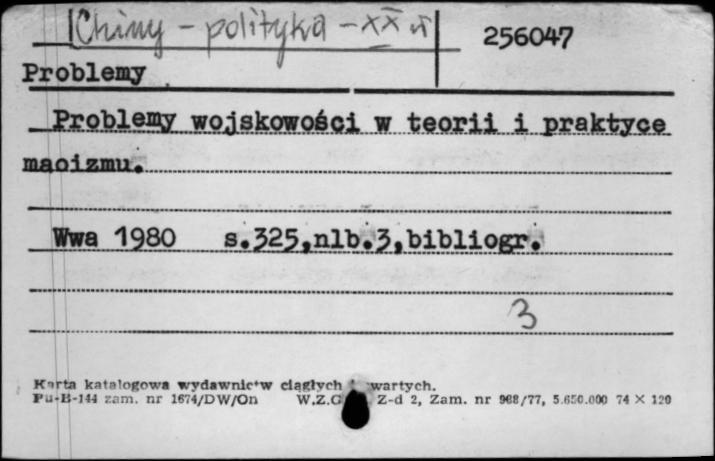 Chiny - polityka - XX w
256047
Problemy
Problemy wojskowości w teorii i praktyce
maoizmu.
Wwa 1980 s.325,nlb.3,bibliogr.
3
Karta katalogowa wydawnictw ciągłych i zwartych.
Pu-B-144 zam. nr 1674/DW/On W.Z.G Z-d 2, Zam. nr 968/77, 5.650.000 74 X 120